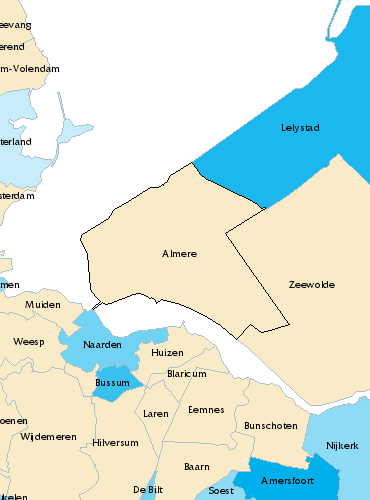 eevang
erend
m-Volendam
Lelystad
terland
sterdam
Almere
men
Zeewolde
Muiden
Weesp
Naarden
Huizen
Blaricum
Bussum
Laren
Eemnes
oenen
Bunschoten
Wijdemeren
Hilversum
Nijkerk
Baarn
Amersfoort
De Bilt
Soest
kelen